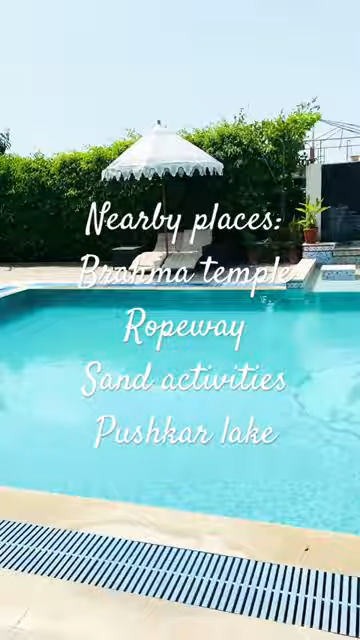 Nearby places:
Brahma temple
Ropeway
Sand activities
Pushkar lake